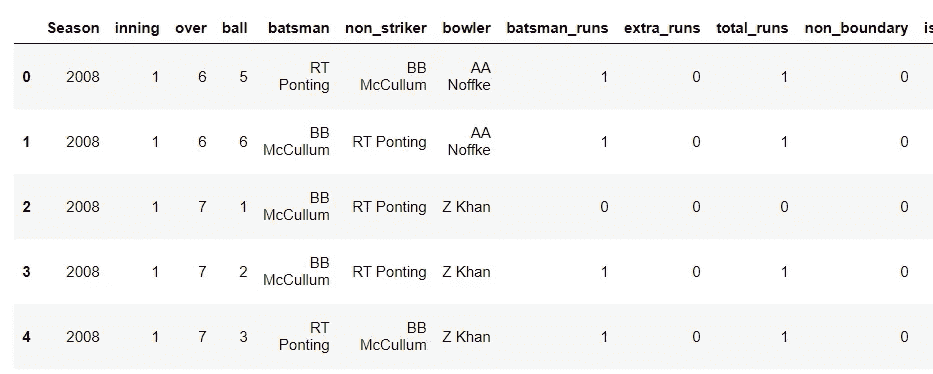 Season inning over ball batsman non_striker bowler batsman_runs extra_runs total_runs non_boundary is
0 2008 1 6 5 RT Ponting BB McCullum AA Noffke 1 0 1 0
1 2008 1 6 6 BB McCullum RT Ponting AA Noffke 1 0 1 0
2 2008 1 7 1 BB McCullum RT Ponting Z Khan 0 0 0 0
3 2008 1 7 2 BB McCullum RT Ponting Z Khan 1 0 1 0
4 2008 1 7 3 RT Ponting BB McCullum Z Khan 1 0 1 0